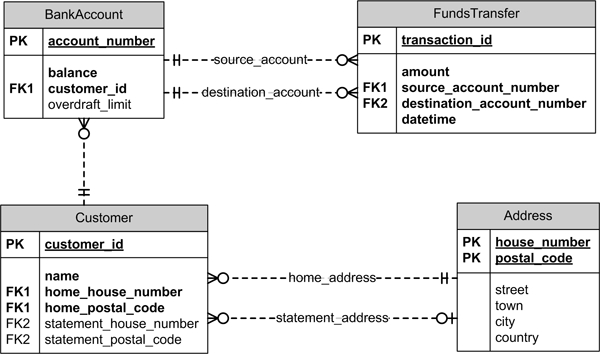 BankAccount
PK account_number
balance
FK1 customer_id
overdraft_limit
FundsTransfer
PK transaction_id
amount
FK1 source_account_number
FK2 destination_account_number
datetime
source_account
destination_account
Customer
PK customer_id
name
FK1 home_house_number
FK1 home_postal_code
FK2 statement_house_number
FK2 statement_postal_code
home_address
statement_address
Address
PK house_number
PK postal_code
street
town
city
country